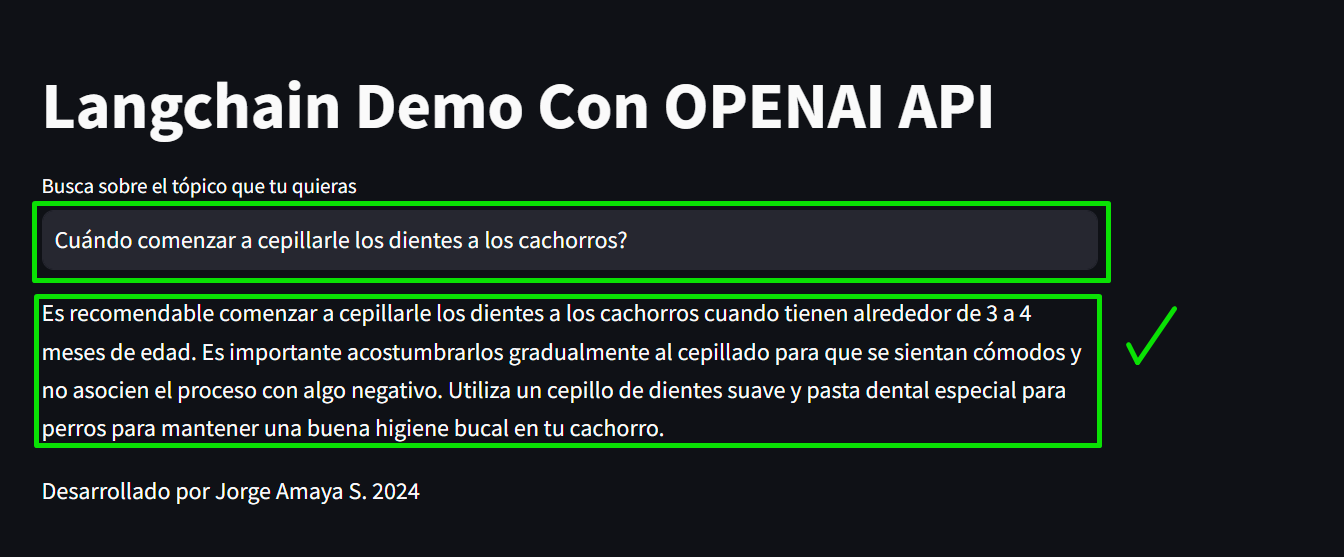 Langchain Demo Con OPENAI API
Busca sobre el tópico que tu quieras
Cuándo comenzar a cepillarle los dientes a los cachorros?
Es recomendable comenzar a cepillarle los dientes a los cachorros cuando tienen alrededor de 3 a 4
meses de edad. Es importante acostumbrarlos gradualmente al cepillado para que se sientan cómodos y
no asocien el proceso con algo negativo. Utiliza un cepillo de dientes suave y pasta dental especial para
perros para mantener una buena higiene bucal en tu cachorro.
Desarrollado por Jorge Amaya S. 2024